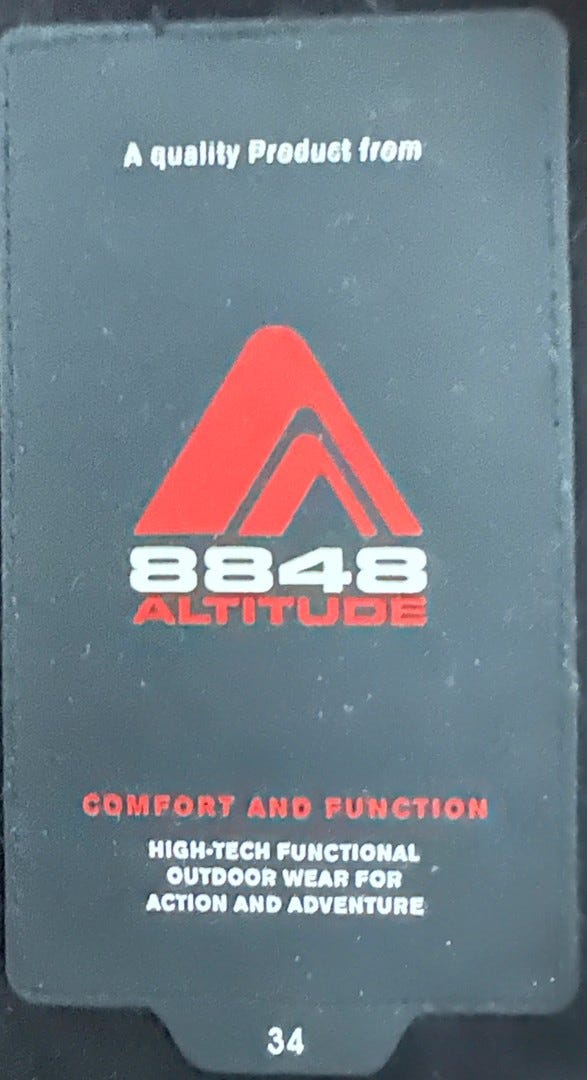 A quality Product from
8848
ALTITUDE
COMFORT AND FUNCTION
HIGH-TECH FUNCTIONAL
OUTDOOR WEAR FOR
ACTION AND ADVENTURE
34